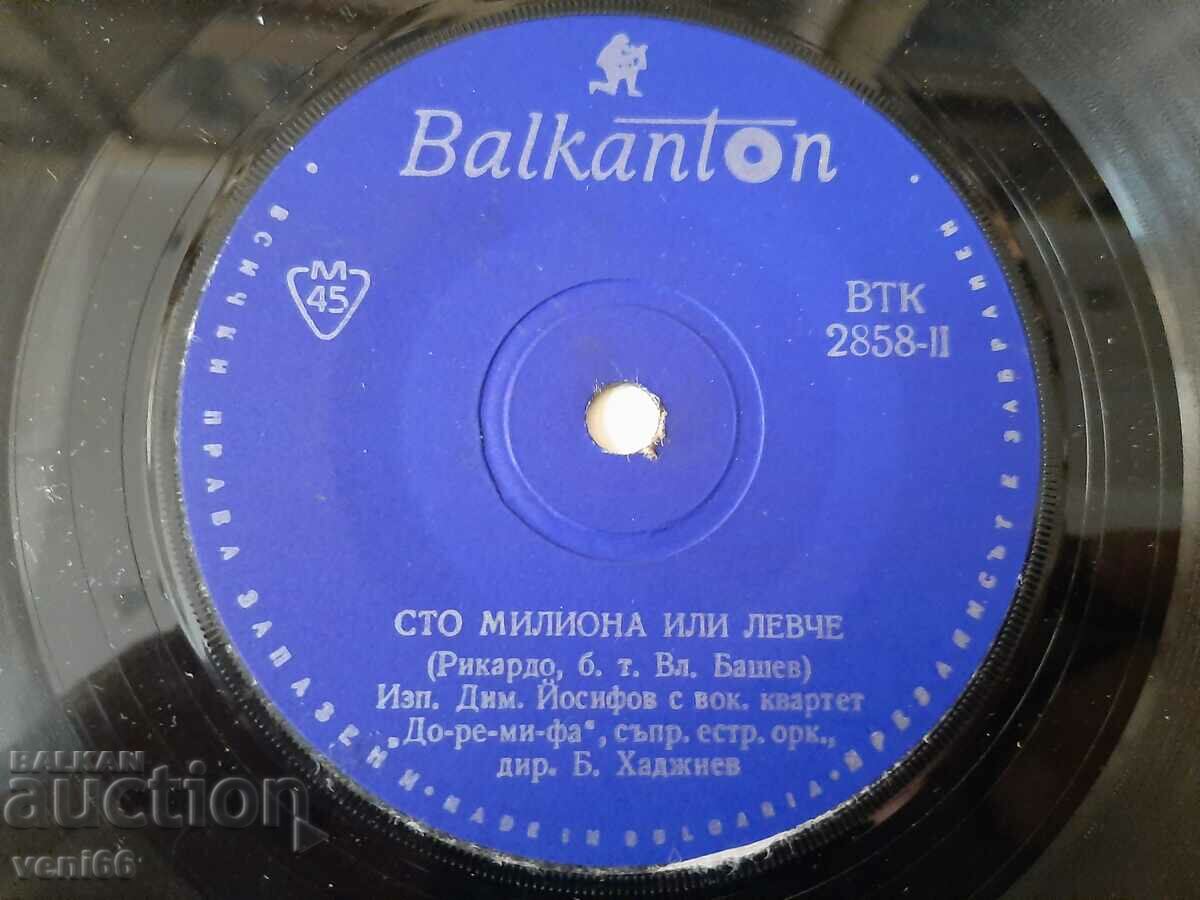 Balkanton
M
45
ВТК
2858-II
СТО МИЛИОНА ИЛИ ЛЕВЧЕ
(Рикардо, б. т. Вл. Башев)
Изп. Дим. Йосифов с вок. квартет
„До-ре-ми-фа“, съпр. естр. орк.,
дир. Б. Хаджиев
• ВСИЧКИ ПРАВА ЗАПАЗЕНИ • MADE IN BULGARIA • ПРЕЗАПИСЪТ Е ЗАБРАНЕН •
BALKAN
auction
veni66